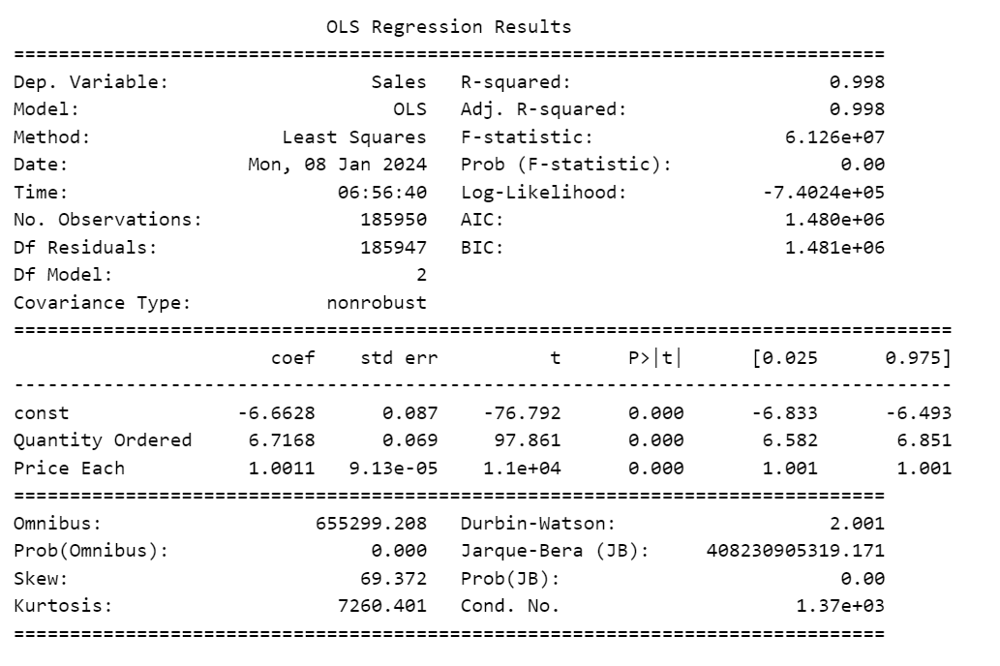 OLS Regression Results
==============================================================================
Dep. Variable:                  Sales   R-squared:                       0.998
Model:                            OLS   Adj. R-squared:                  0.998
Method:                 Least Squares   F-statistic:                 6.126e+07
Date:                Mon, 08 Jan 2024   Prob (F-statistic):               0.00
Time:                        06:56:40   Log-Likelihood:            -7.4024e+05
No. Observations:              185950   AIC:                         1.480e+06
Df Residuals:                  185947   BIC:                         1.481e+06
Df Model:                           2
Covariance Type:            nonrobust
====================================================================================
                       coef    std err          t      P>|t|      [0.025      0.975]
------------------------------------------------------------------------------------
const               -6.6628      0.087    -76.792      0.000      -6.833      -6.493
Quantity Ordered     6.7168      0.069     97.861      0.000       6.582       6.851
Price Each           1.0011   9.13e-05    1.1e+04      0.000       1.001       1.001
==============================================================================
Omnibus:                   655299.208   Durbin-Watson:                   2.001
Prob(Omnibus):                  0.000   Jarque-Bera (JB):     408230905319.171
Skew:                          69.372   Prob(JB):                         0.00
Kurtosis:                    7260.401   Cond. No.                     1.37e+03
==============================================================================